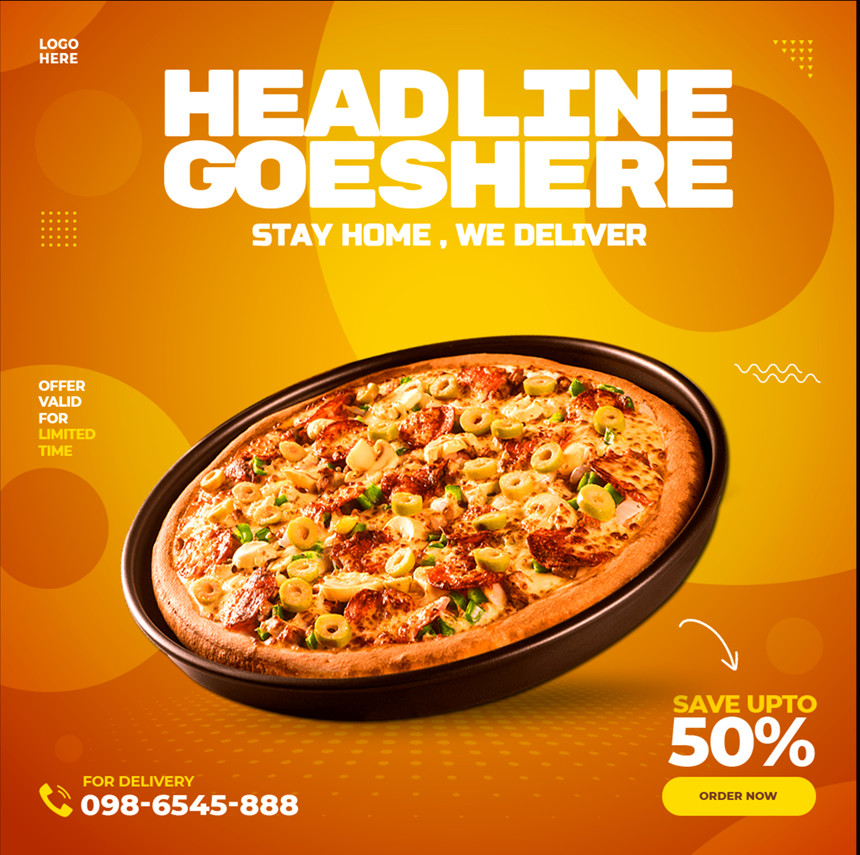 LOGO
HERE
HEADLINE
GOESHERE
STAY HOME , WE DELIVER
OFFER
VALID
FOR
LIMITED
TIME
SAVE UPTO
50%
ORDER NOW
FOR DELIVERY
098-6545-888